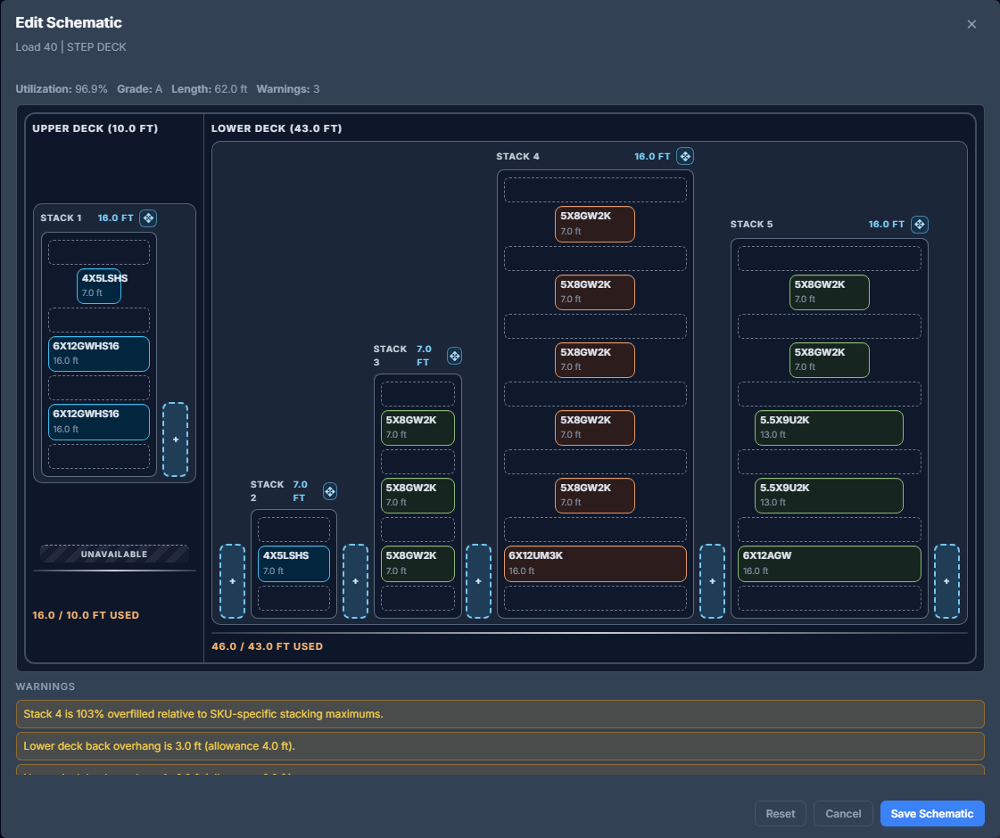 Edit Schematic
Load 40 | STEP DECK
Utilization: 96.9% Grade: A Length: 62.0 ft Warnings: 3
UPPER DECK (10.0 FT)
STACK 1 16.0 FT
4X5LSHS
7.0 ft
6X12GWHS16
16.0 ft
6X12GWHS16
16.0 ft
+
UNAVAILABLE
16.0 / 10.0 FT USED
LOWER DECK (43.0 FT)
+
STACK 7.0
2 FT
4X5LSHS
7.0 ft
+
STACK 7.0
3 FT
5X8GW2K
7.0 ft
5X8GW2K
7.0 ft
5X8GW2K
7.0 ft
+
STACK 4 16.0 FT
5X8GW2K
7.0 ft
5X8GW2K
7.0 ft
5X8GW2K
7.0 ft
5X8GW2K
7.0 ft
5X8GW2K
7.0 ft
6X12UM3K
16.0 ft
+
STACK 5 16.0 FT
5X8GW2K
7.0 ft
5X8GW2K
7.0 ft
5.5X9U2K
13.0 ft
5.5X9U2K
13.0 ft
6X12AGW
16.0 ft
+
46.0 / 43.0 FT USED
WARNINGS
Stack 4 is 103% overfilled relative to SKU-specific stacking maximums.
Lower deck back overhang is 3.0 ft (allowance 4.0 ft).
Reset
Cancel
Save Schematic